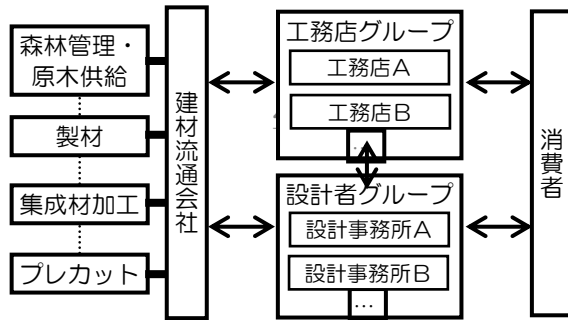 森林管理・
原木供給
製材
集成材加工
プレカット
建材流通会社
工務店グループ
工務店A
工務店B
…
設計者グループ
設計事務所A
設計事務所B
…
消費者